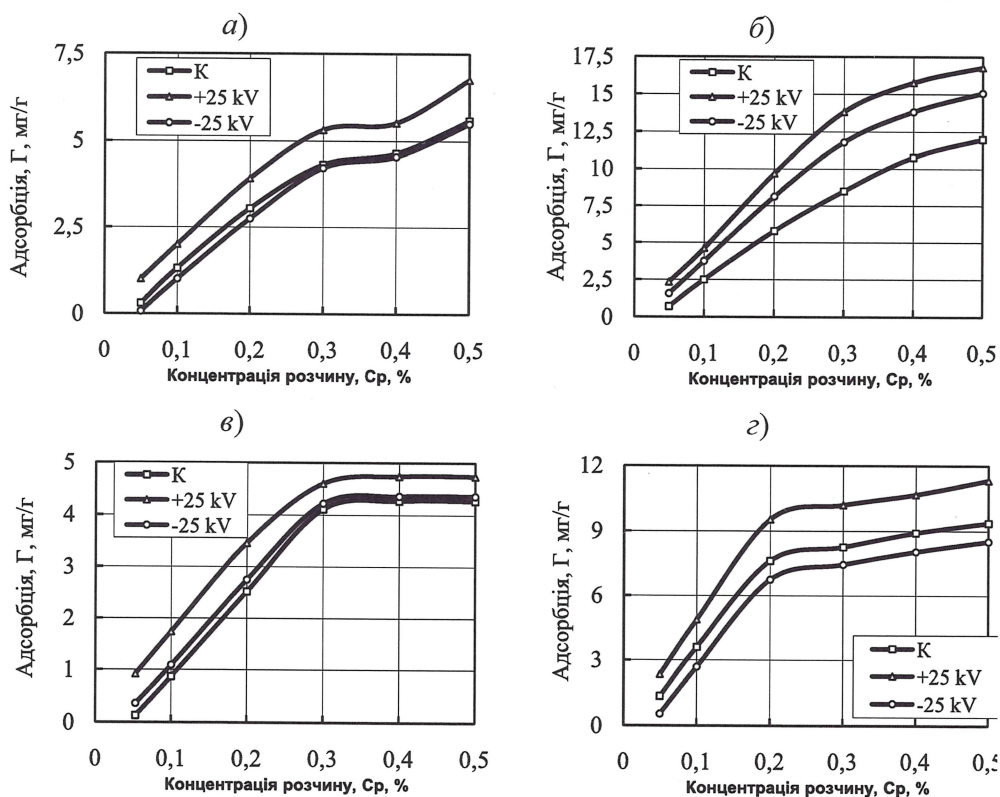 а)
7,5
5
2,5
0
К
+25 kV
-25 kV
Адсорбція, Г, мг/г
0 0,1 0,2 0,3 0,4 0,5
Концентрація розчину, Ср, %
б)
17,5
15
12,5
10
7,5
5
2,5
0
К
+25 kV
-25 kV
Адсорбція, Г, мг/г
0 0,1 0,2 0,3 0,4 0,5
Концентрація розчину, Ср, %
в)
5
4
3
2
1
0
К
+25 kV
-25 kV
Адсорбція, Г, мг/г
0 0,1 0,2 0,3 0,4 0,5
Концентрація розчину, Ср, %
г)
12
9
6
3
0
К
+25 kV
-25 kV
Адсорбція, Г, мг/г
0 0,1 0,2 0,3 0,4 0,5
Концентрація розчину, Ср, %